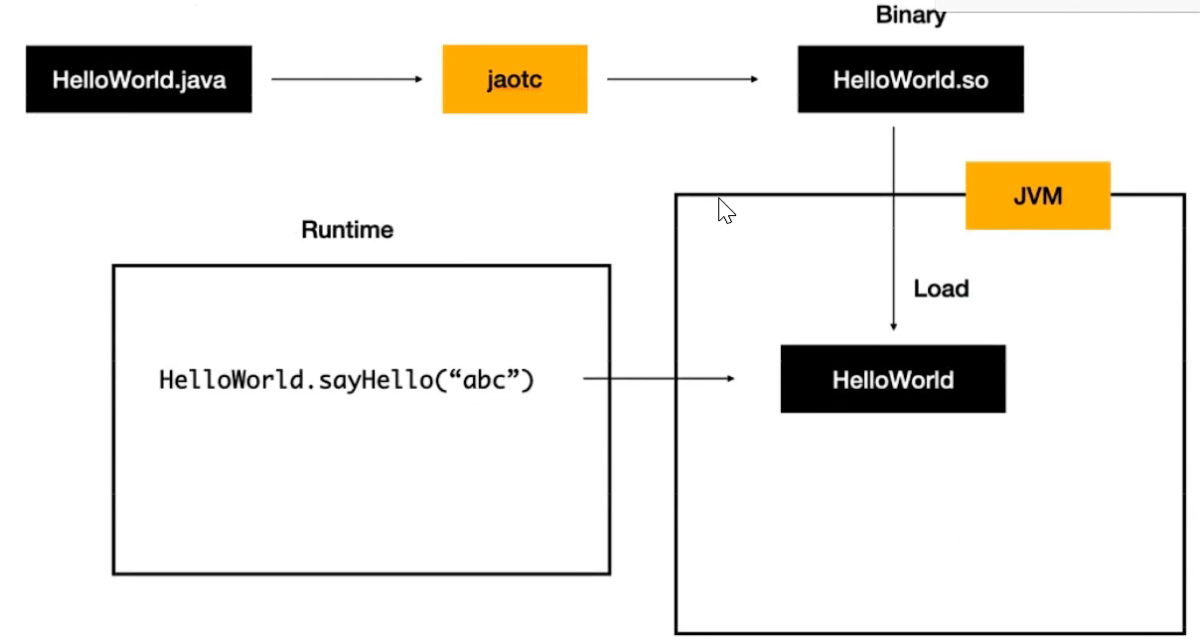 Binary
HelloWorld.java
jaotc
HelloWorld.so
JVM
Runtime
Load
HelloWorld.sayHello(“abc”)
HelloWorld